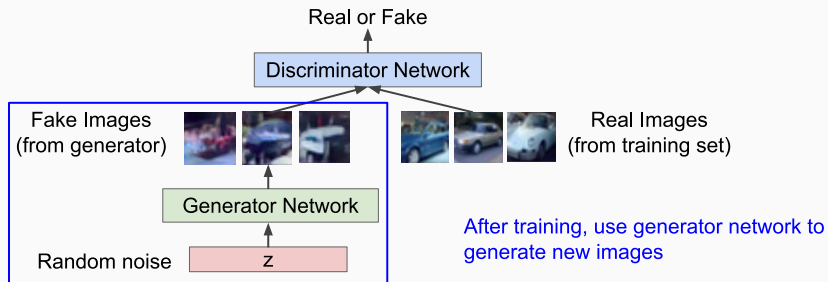 Real or Fake
Discriminator Network
Fake Images
(from generator)
Real Images
(from training set)
Generator Network
After training, use generator network to
generate new images
Random noise
z